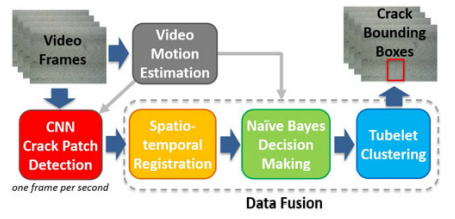 Video
Frames
Video
Motion
Estimation
Crack
Bounding
Boxes
CNN
Crack Patch
Detection
one frame per second
Spatio-
temporal
Registration
Naïve Bayes
Decision
Making
Tubelet
Clustering
Data Fusion